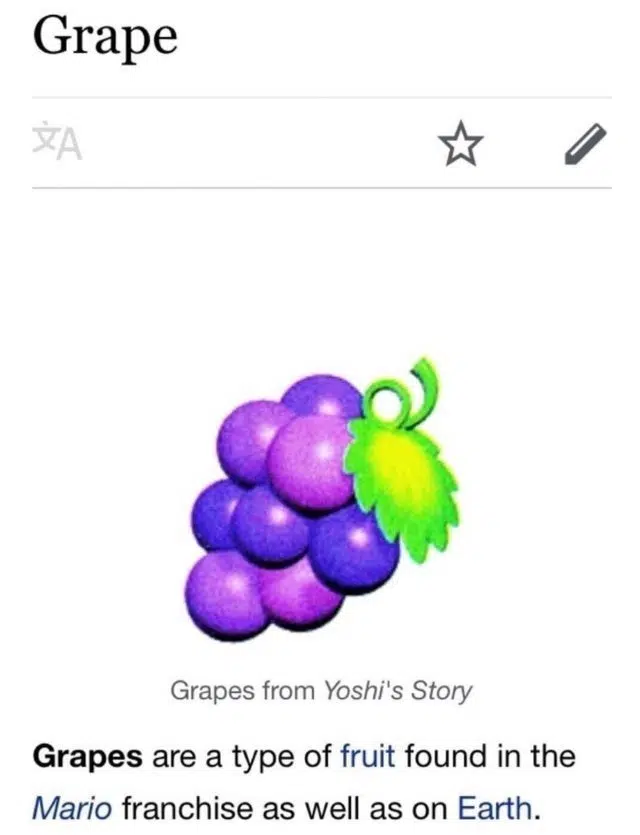 Grape
文A
Grapes from Yoshi's Story
Grapes are a type of fruit found in the
Mario franchise as well as on Earth.